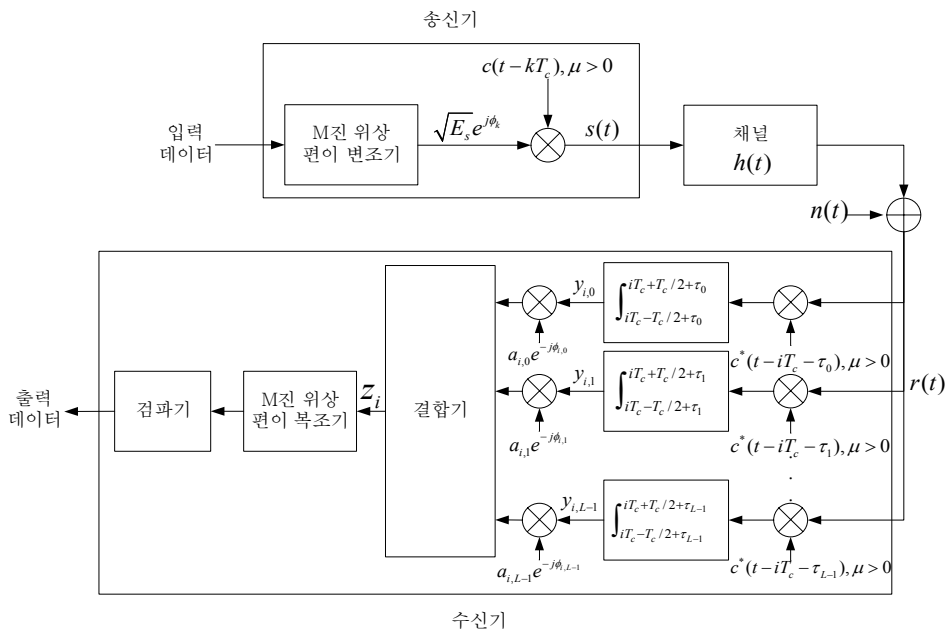 송신기
c(t − kT_c), μ > 0
입력
데이터
M진 위상
편이 변조기
√E_s e^{jϕ_k}
s(t)
채널
h(t)
n(t)
y_{i,0}
∫_{iT_c−T_c/2+τ_0}^{iT_c+T_c/2+τ_0}
a_{i,0}e^{−jϕ_{i,0}}
c^*(t − iT_c − τ_0), μ > 0
출력
데이터
검파기
M진 위상
편이 복조기
z_i
결합기
y_{i,1}
∫_{iT_c−T_c/2+τ_1}^{iT_c+T_c/2+τ_1}
r(t)
a_{i,1}e^{−jϕ_{i,1}}
c^*(t − iT_c − τ_1), μ > 0
y_{i,L−1}
∫_{iT_c−T_c/2+τ_{L−1}}^{iT_c+T_c/2+τ_{L−1}}
a_{i,L−1}e^{−jϕ_{i,L−1}}
c^*(t − iT_c − τ_{L−1}), μ > 0
수신기